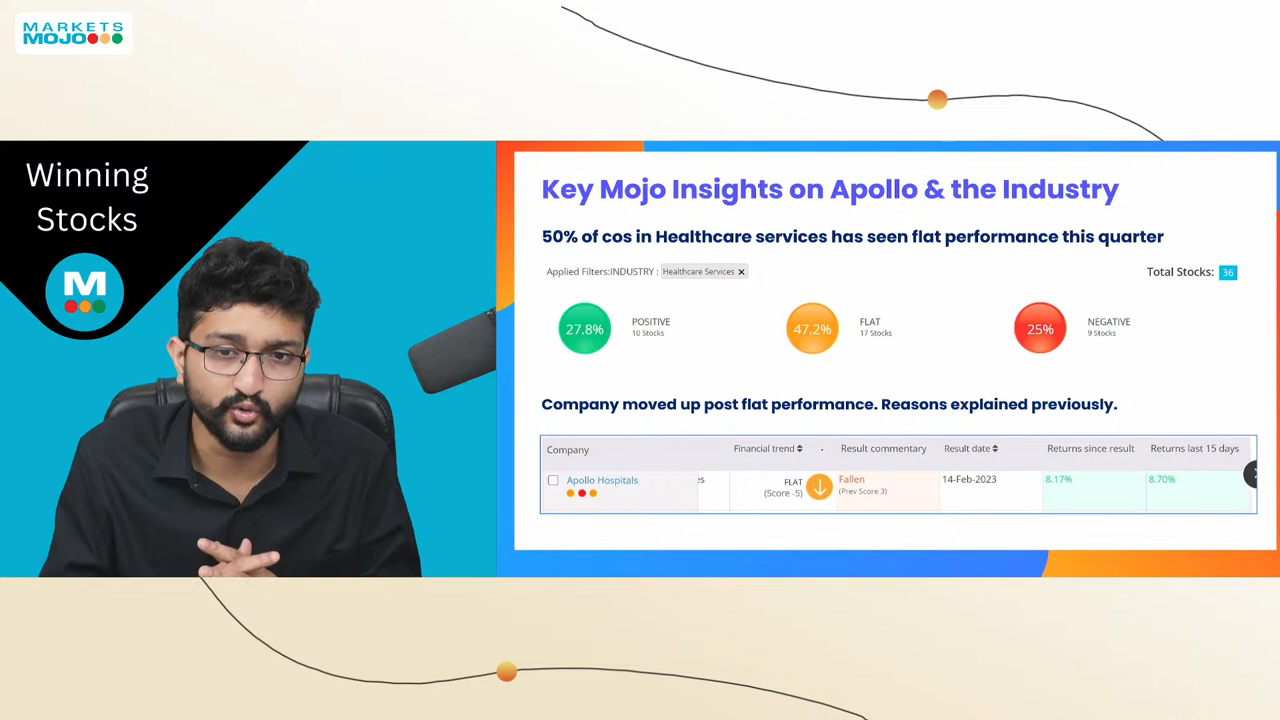 MARKETS
MOJO
Winning
Stocks
M
Key Mojo Insights on Apollo & the Industry
50% of cos in Healthcare services has seen flat performance this quarter
Applied Filters:INDUSTRY : Healthcare Services ×
Total Stocks: 36
27.8% POSITIVE
10 Stocks
47.2% FLAT
17 Stocks
25% NEGATIVE
9 Stocks
Company moved up post flat performance. Reasons explained previously.
Company Financial trend Result commentary Result date Returns since result Returns last 15 days
Apollo Hospitals es FLAT Fallen 14-Feb-2023 8.17% 8.70%
(Score -5) (Prev Score 3)